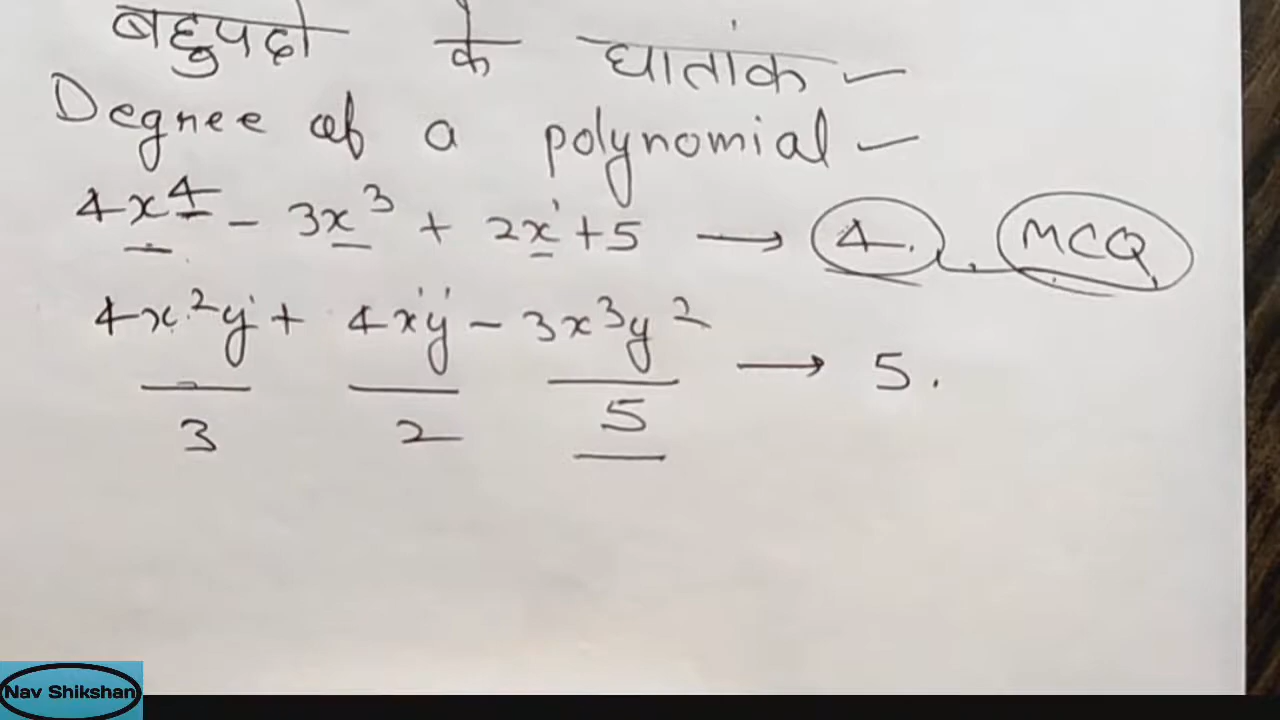 बहुपदो के घातांक –
Degree of a polynomial –
4x⁴ - 3x³ + 2x¹ + 5 → 4. MCQ
4x²y¹ + 4x¹y¹ - 3x³y² → 5.
3 2 5
Nav Shikshan